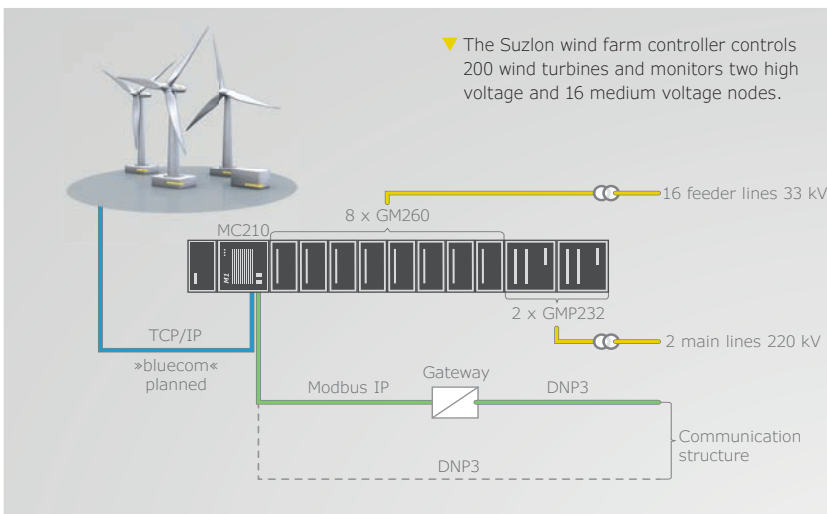 ▼ The Suzlon wind farm controller controls
200 wind turbines and monitors two high
voltage and 16 medium voltage nodes.
16 feeder lines 33 kV
8 x GM260
MC210
M1
2 x GMP232
TCP/IP
2 main lines 220 kV
»bluecom«
planned
Gateway
Modbus IP
DNP3
Communication
structure
DNP3